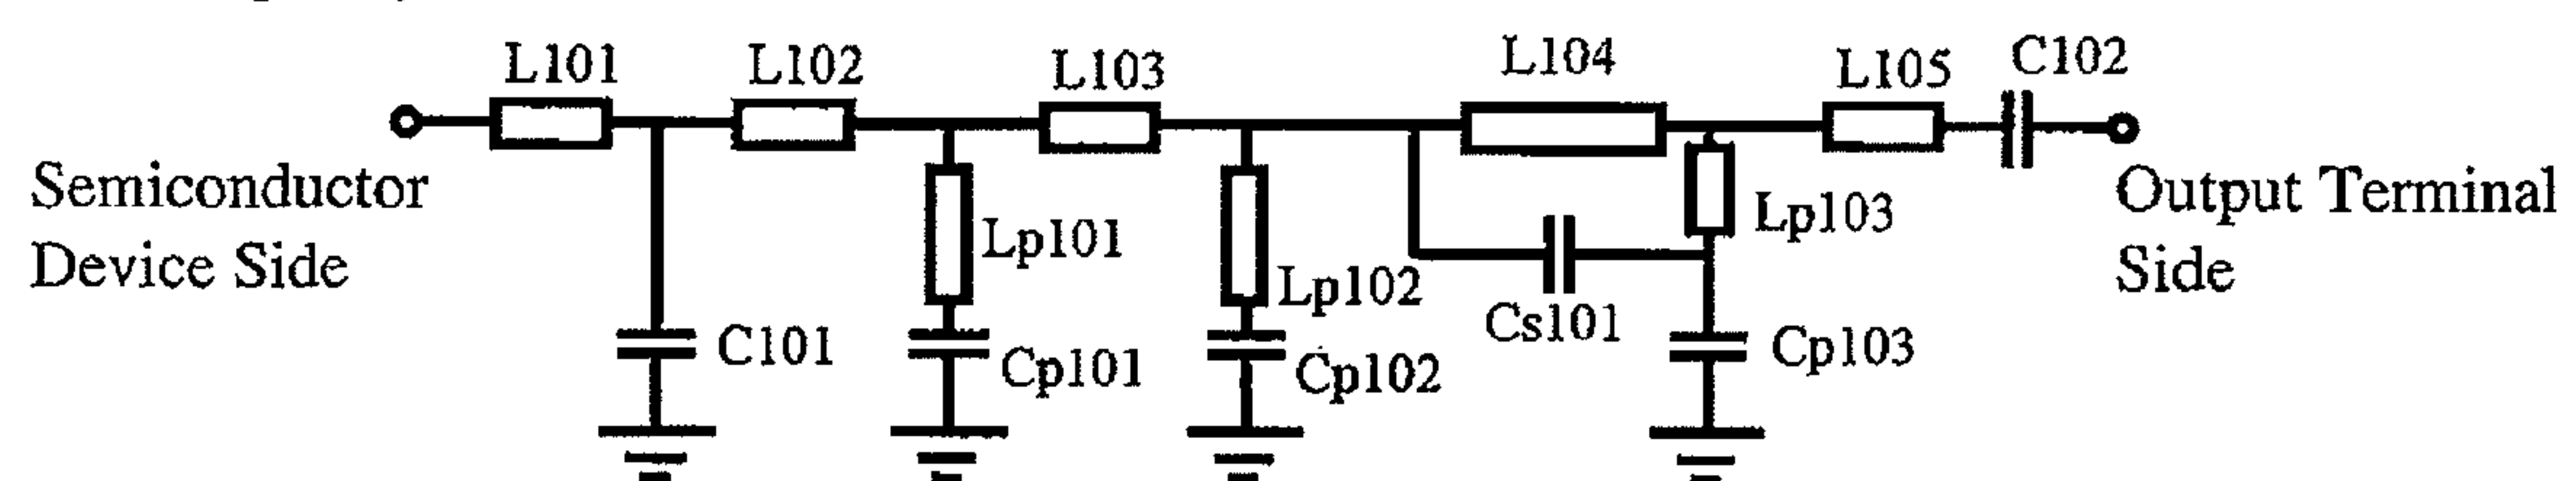 L101
L102
L103
L104
L105
C102
Semiconductor
Device Side
Output Terminal
Side
Lp101
Lp102
Lp103
Cs101
C101
Cp101
Cp102
Cp103